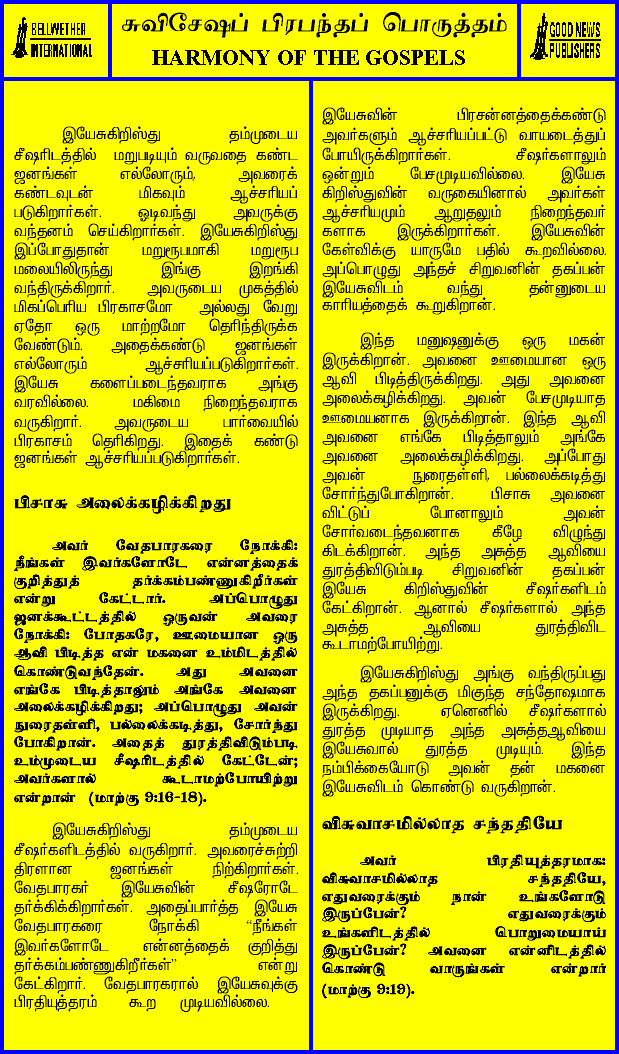 BELLWETHER
INTERNATIONAL
சுவிசேஷப் பிரபந்தப் பொருத்தம்
HARMONY OF THE GOSPELS
GOOD NEWS
PUBLISHERS
இயேசுகிறிஸ்து தம்முடைய
சீஷரிடத்தில் மறுபடியும் வருவதை கண்ட
ஜனங்கள் எல்லோரும், அவரைக்
கண்டவுடன் மிகவும் ஆச்சரியப்
படுகிறார்கள். ஓடிவந்து அவருக்கு
வந்தனம் செய்கிறார்கள். இயேசுகிறிஸ்து
இப்போதுதான் மறுரூபமாகி மறுரூப
மலையிலிருந்து இங்கு இறங்கி
வந்திருக்கிறார். அவருடைய முகத்தில்
மிகப்பெரிய பிரகாசமோ அல்லது வேறு
ஏதோ ஒரு மாற்றமோ தெரிந்திருக்க
வேண்டும். அதைக்கண்டு ஜனங்கள்
எல்லோரும் ஆச்சரியப்படுகிறார்கள்.
இயேசு களைப்படைந்தவராக அங்கு
வரவில்லை. மகிமை நிறைந்தவராக
வருகிறார். அவருடைய பார்வையில்
பிரகாசம் தெரிகிறது. இதைக் கண்டு
ஜனங்கள் ஆச்சரியப்படுகிறார்கள்.
பிசாசு அலைக்கழிக்கிறது
அவர் வேதபாரகரை நோக்கி:
நீங்கள் இவர்களோடே என்னத்தைக்
குறித்துத் தர்க்கம்பண்ணுகிறீர்கள்
என்று கேட்டார். அப்பொழுது
ஜனக்கூட்டத்தில் ஒருவன் அவரை
நோக்கி: போதகரே, ஊமையான ஒரு
ஆவி பிடித்த என் மகனை உம்மிடத்தில்
கொண்டுவந்தேன். அது அவனை
எங்கே பிடித்தாலும் அங்கே அவனை
அலைக்கழிக்கிறது; அப்பொழுது அவன்
நுரைதள்ளி, பல்லைக்கடித்து, சோர்ந்து
போகிறான். அதைத் துரத்திவிடும்படி
உம்முடைய சீஷரிடத்தில் கேட்டேன்;
அவர்களால் கூடாமற்போயிற்று
என்றான் (மாற்கு 9:16-18).
இயேசுகிறிஸ்து தம்முடைய
சீஷர்களிடத்தில் வருகிறார். அவரைச்சுற்றி
திரளான ஜனங்கள் நிற்கிறார்கள்.
வேதபாரகர் இயேசுவின் சீஷரோடே
தர்க்கிக்கிறார்கள். அதைப்பார்த்த இயேசு
வேதபாரகரை நோக்கி “நீங்கள்
இவர்களோடே என்னத்தைக் குறித்து
தர்க்கம்பண்ணுகிறீர்கள்” என்று
கேட்கிறார். வேதபாரகரால் இயேசுவுக்கு
பிரதியுத்தரம் கூற முடியவில்லை.
இயேசுவின் பிரசன்னத்தைக்கண்டு
அவர்களும் ஆச்சரியப்பட்டு வாயடைத்துப்
போயிருக்கிறார்கள். சீஷர்களாலும்
ஒன்றும் பேசமுடியவில்லை. இயேசு
கிறிஸ்துவின் வருகையினால் அவர்கள்
ஆச்சரியமும் ஆறுதலும் நிறைந்தவர்
களாக இருக்கிறார்கள். இயேசுவின்
கேள்விக்கு யாருமே பதில் கூறவில்லை.
அப்பொழுது அந்தச் சிறுவனின் தகப்பன்
இயேசுவிடம் வந்து தன்னுடைய
காரியத்தைக் கூறுகிறான்.
இந்த மனுஷனுக்கு ஒரு மகன்
இருக்கிறான். அவனை ஊமையான ஒரு
ஆவி பிடித்திருக்கிறது. அது அவனை
அலைக்கழிக்கிறது. அவன் பேசமுடியாத
ஊமையனாக இருக்கிறான். இந்த ஆவி
அவனை எங்கே பிடித்தாலும் அங்கே
அவனை அலைக்கழிக்கிறது. அப்போது
அவன் நுரைதள்ளி, பல்லைகடித்து
சோர்ந்துபோகிறான். பிசாசு அவனை
விட்டுப் போனாலும் அவன்
சோர்வடைந்தவனாக கீழே விழுந்து
கிடக்கிறான். அந்த அசுத்த ஆவியை
துரத்திவிடும்படி சிறுவனின் தகப்பன்
இயேசு கிறிஸ்துவின் சீஷர்களிடம்
கேட்கிறான். ஆனால் சீஷர்களால் அந்த
அசுத்த ஆவியை துரத்திவிட
கூடாமற்போயிற்று.
இயேசுகிறிஸ்து அங்கு வந்திருப்பது
அந்த தகப்பனுக்கு மிகுந்த சந்தோஷமாக
இருக்கிறது. ஏனெனில் சீஷர்களால்
துரத்த முடியாத அந்த அசுத்தஆவியை
இயேசுவால் துரத்த முடியும். இந்த
நம்பிக்கையோடு அவன் தன் மகனை
இயேசுவிடம் கொண்டு வருகிறான்.
விசுவாசமில்லாத சந்ததியே
அவர் பிரதியுத்தரமாக:
விசுவாசமில்லாத சந்ததியே,
எதுவரைக்கும் நான் உங்களோடு
இருப்பேன்? எதுவரைக்கும்
உங்களிடத்தில் பொறுமையாய்
இருப்பேன்? அவனை என்னிடத்தில்
கொண்டு வாருங்கள் என்றார்
(மாற்கு 9:19).